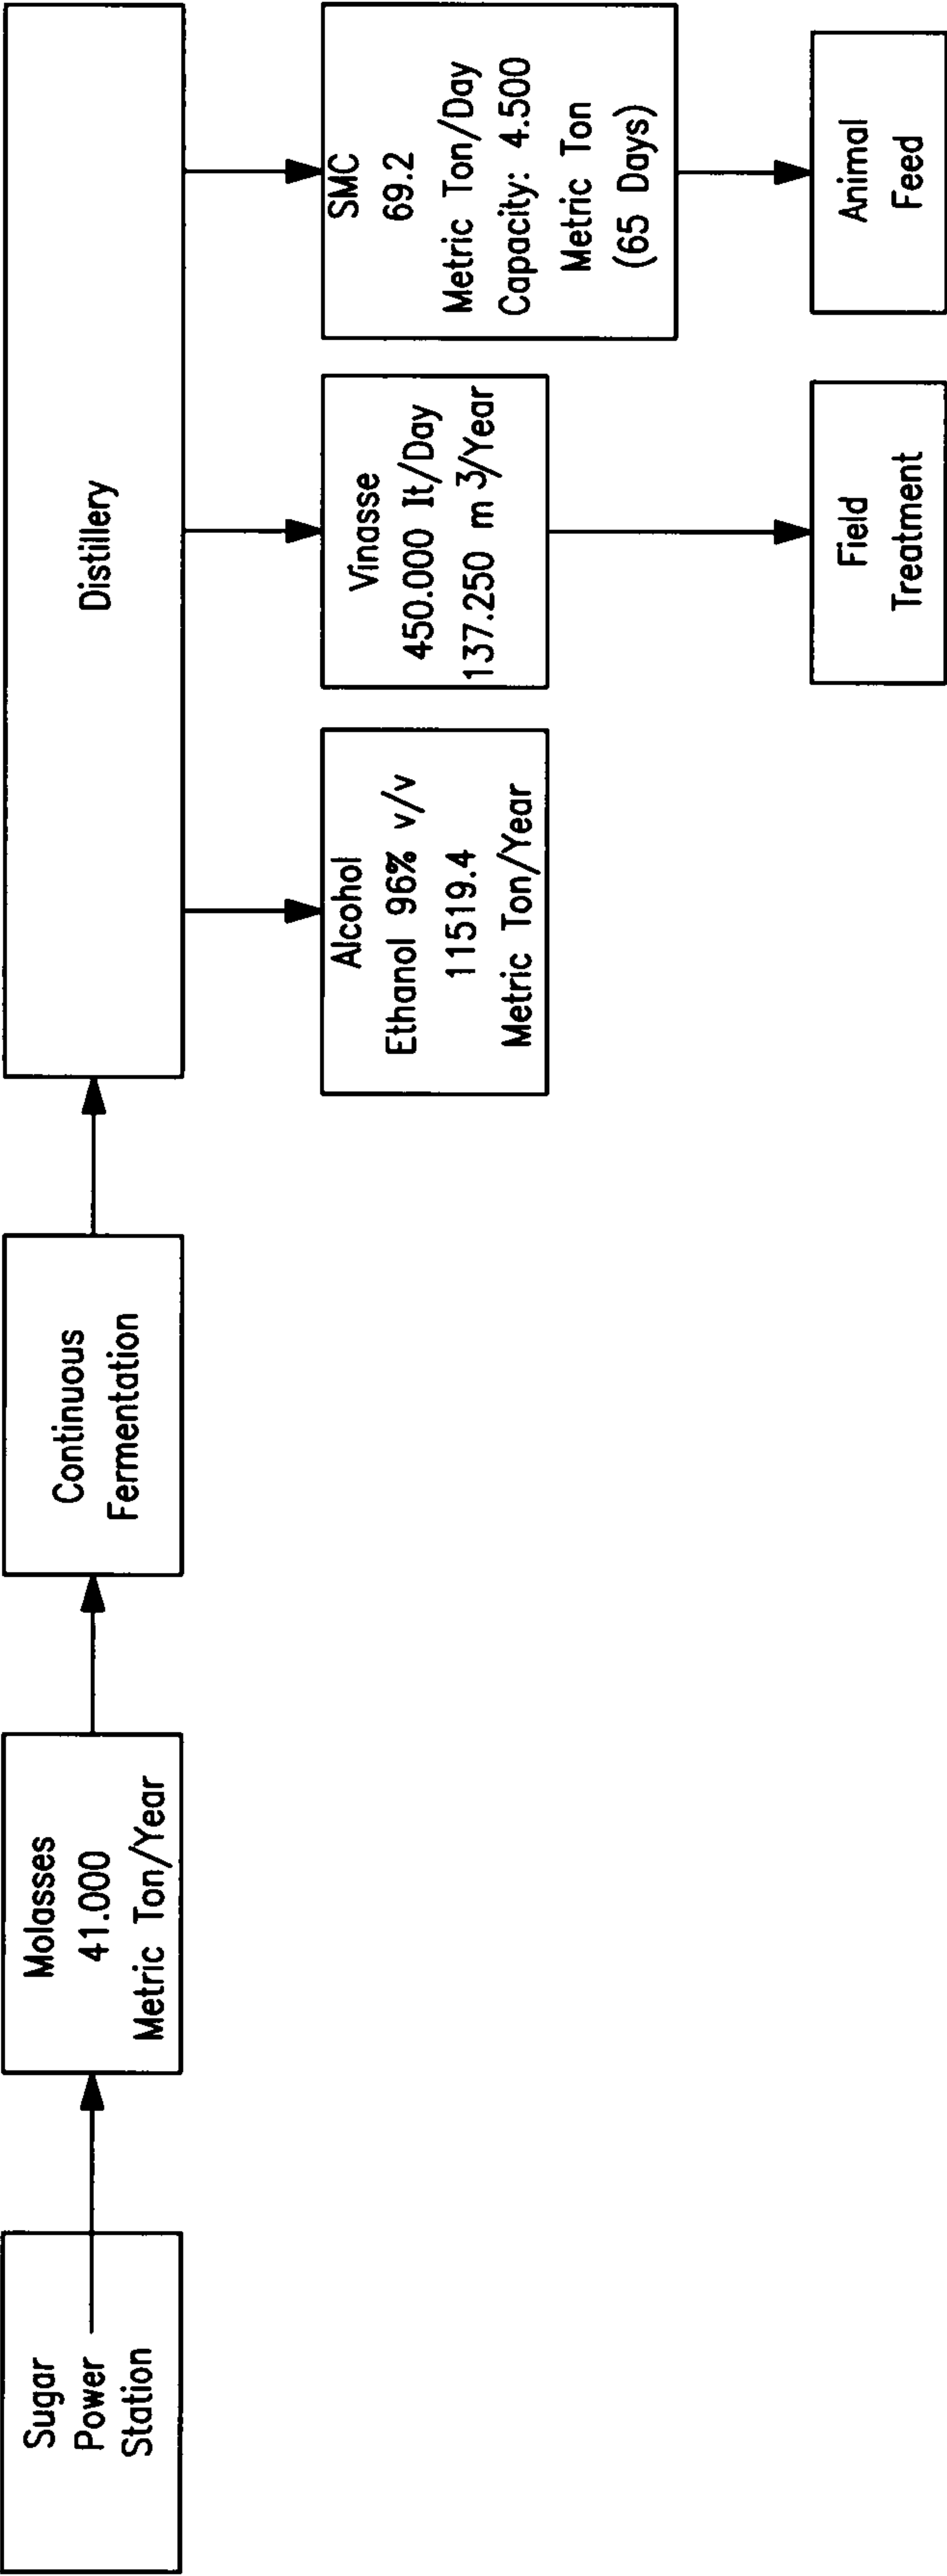 Sugar
Power
Station
Molasses
41.000
Metric Ton/Year
Continuous
Fermentation
Distillery
Alcohol
Ethanol 96% v/v
11519.4
Metric Ton/Year
Vinasse
450.000 It/Day
137.250 m³/Year
SMC
69.2
Metric Ton/Day
Capacity: 4.500
Metric Ton
(65 Days)
Field
Treatment
Animal
Feed